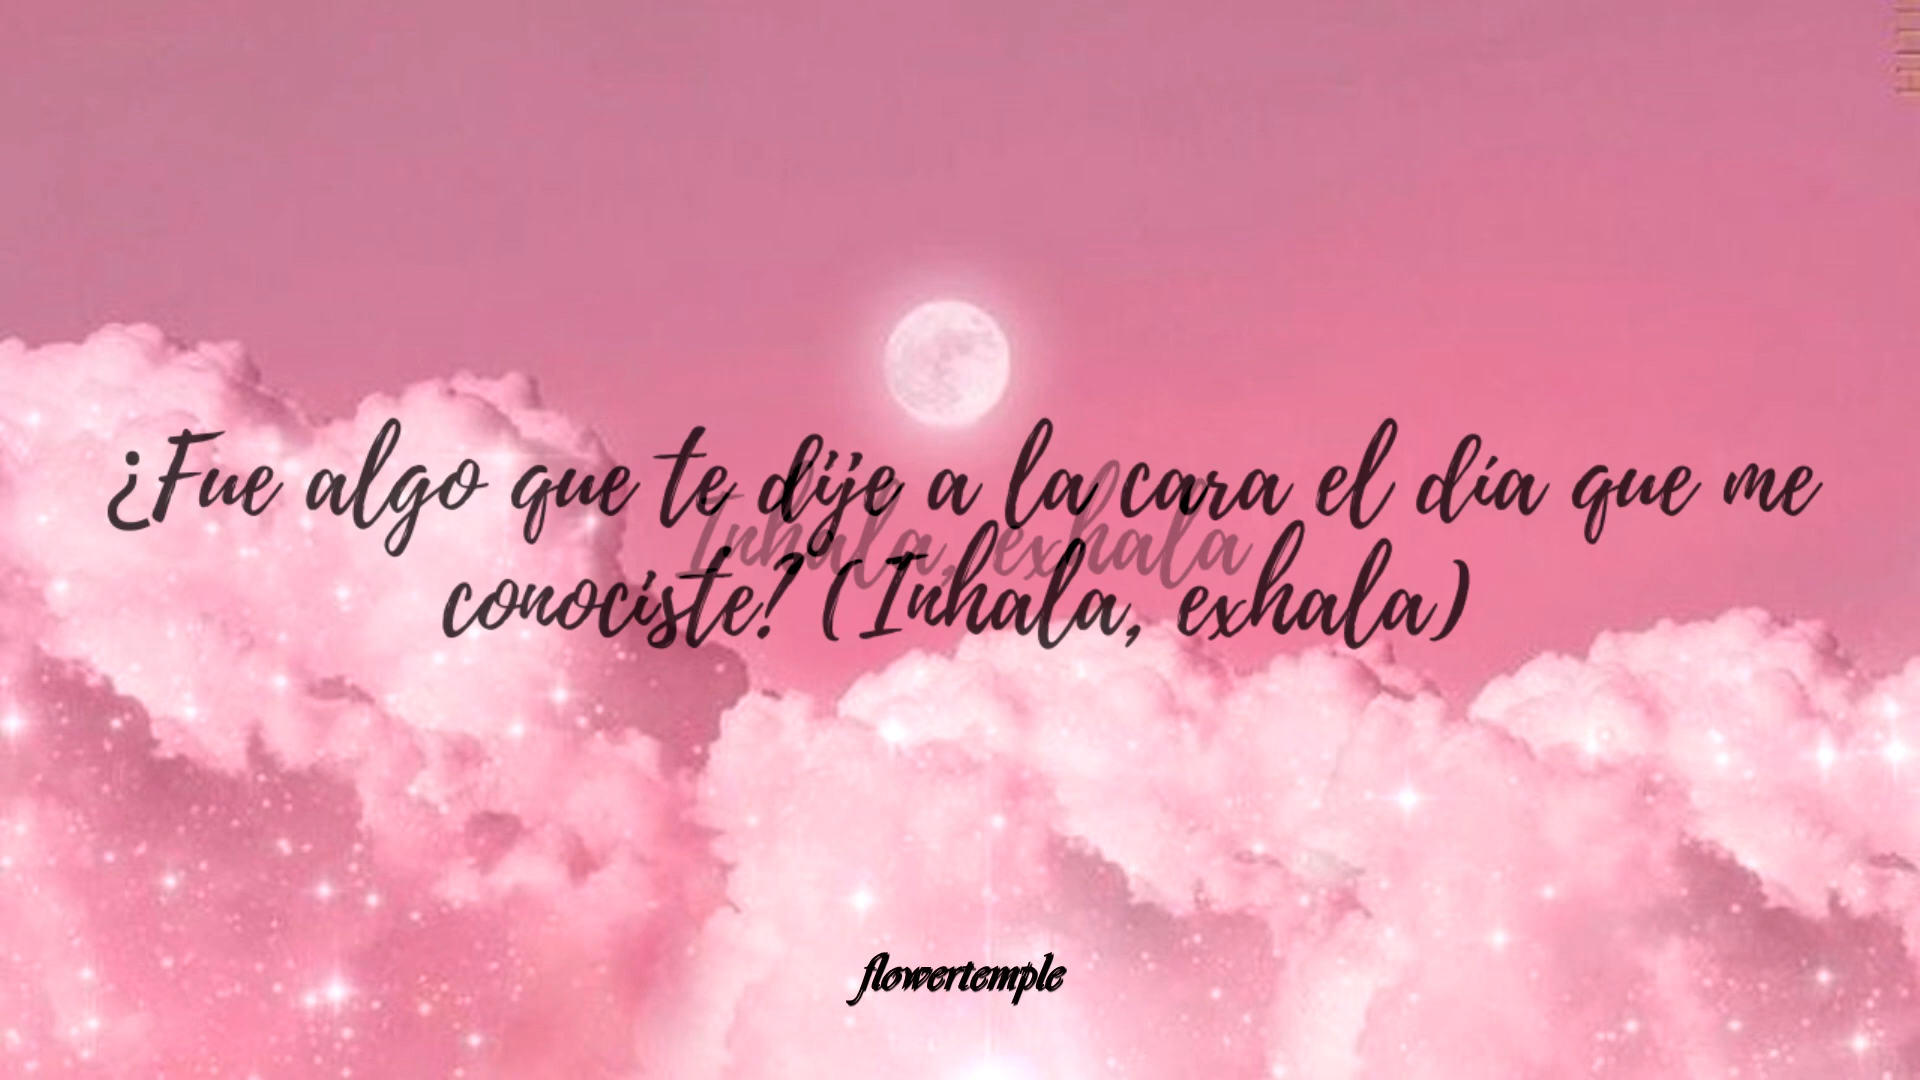 ¿Fue algo que te dije a la cara el día que me
Inhala, exhala
conociste? (Inhala, exhala)
flowertemple